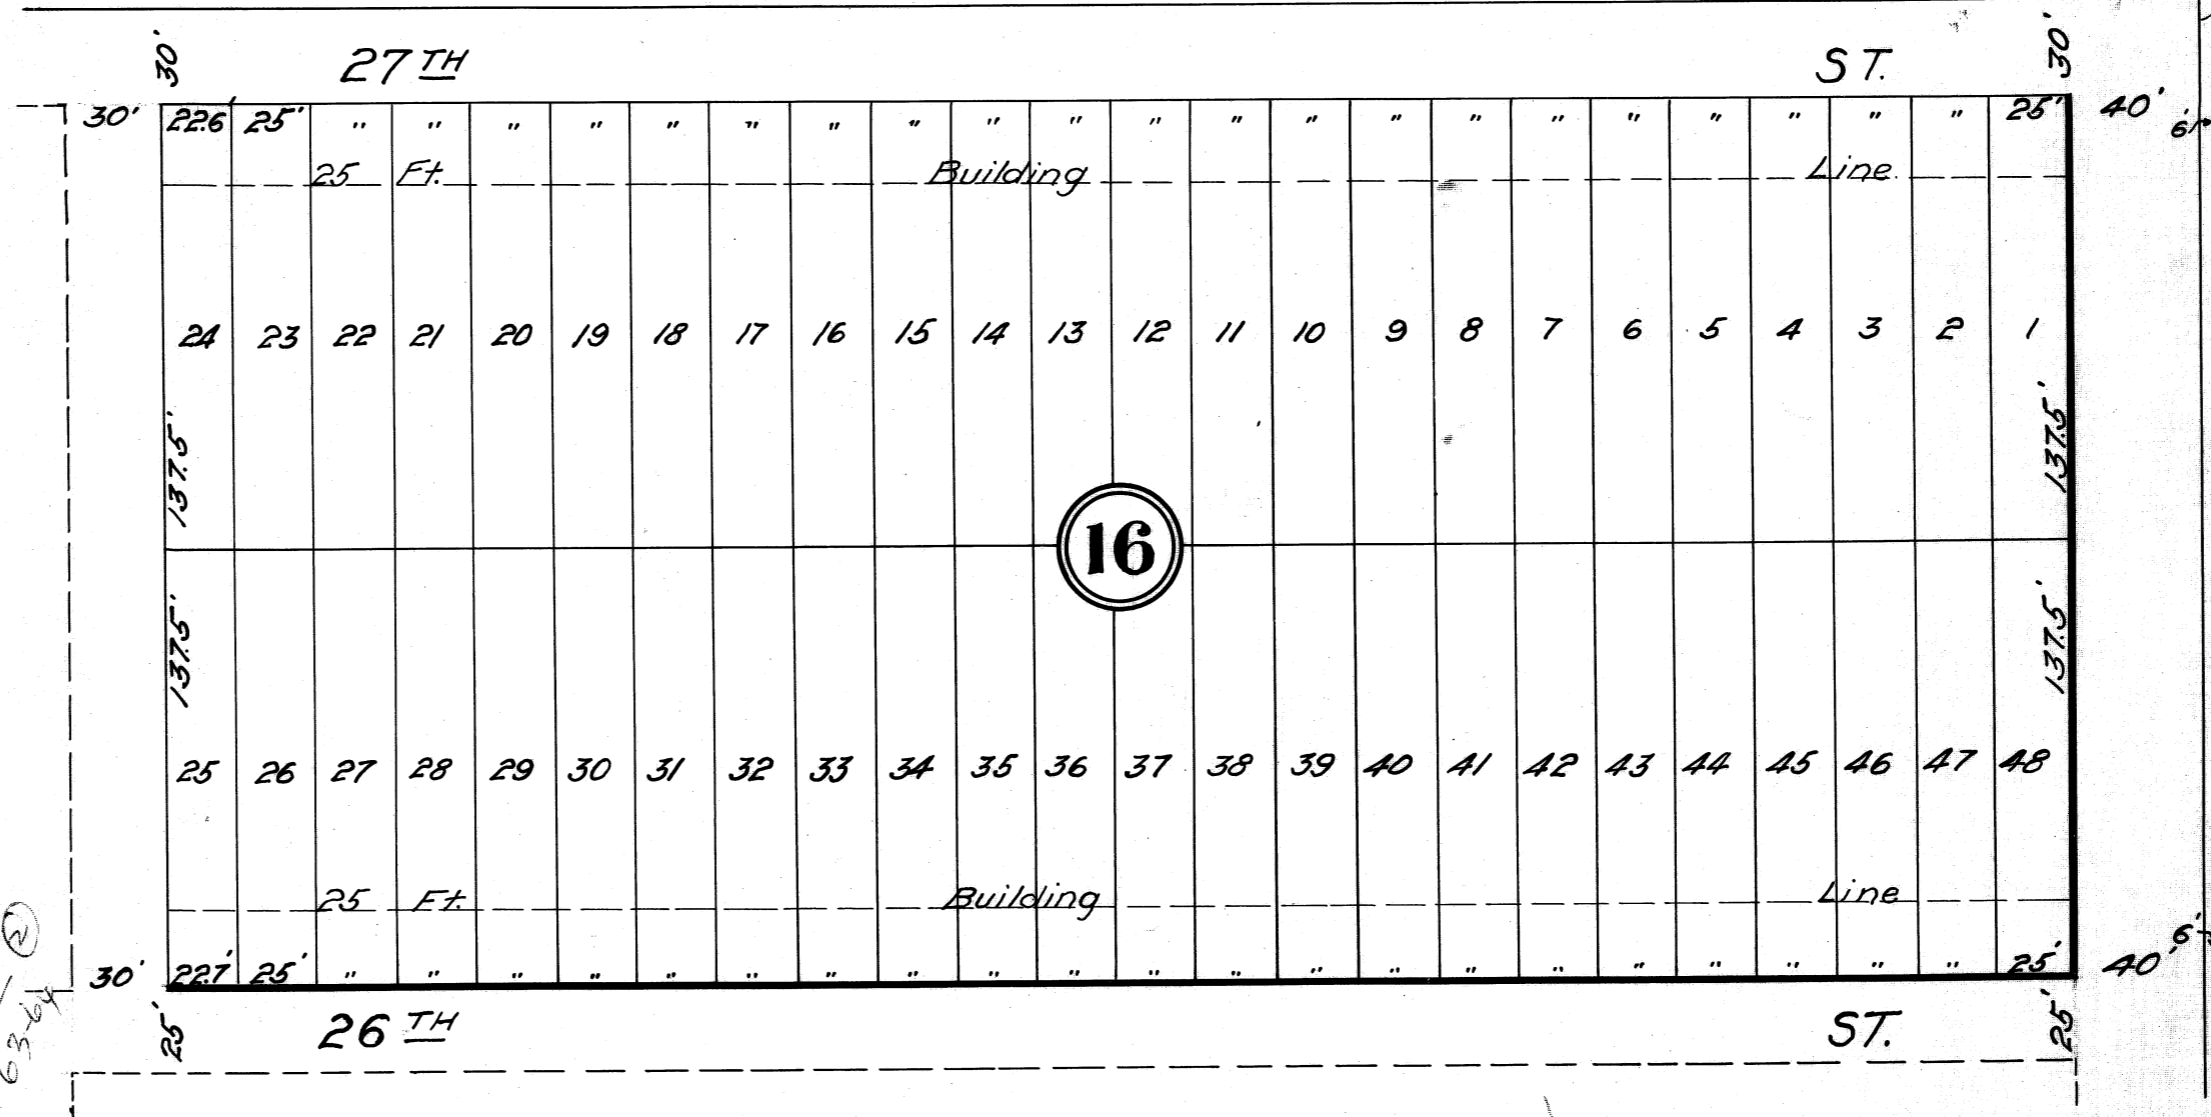 30' 30'
27TH ST.
30' 22.6' 25' " " " " " " " " " " " " " " " " " " " " " 25' 40'
25 Ft. Building Line
24 23 22 21 20 19 18 17 16 15 14 13 12 11 10 9 8 7 6 5 4 3 2 1
137.5' 137.5'
16
137.5' 137.5'
25 26 27 28 29 30 31 32 33 34 35 36 37 38 39 40 41 42 43 44 45 46 47 48
25 Ft. Building Line
30' 22.7' 25' " " " " " " " " " " " " " " " " " " " " " 25' 40'
26TH ST.
25' 25'
2
63-64